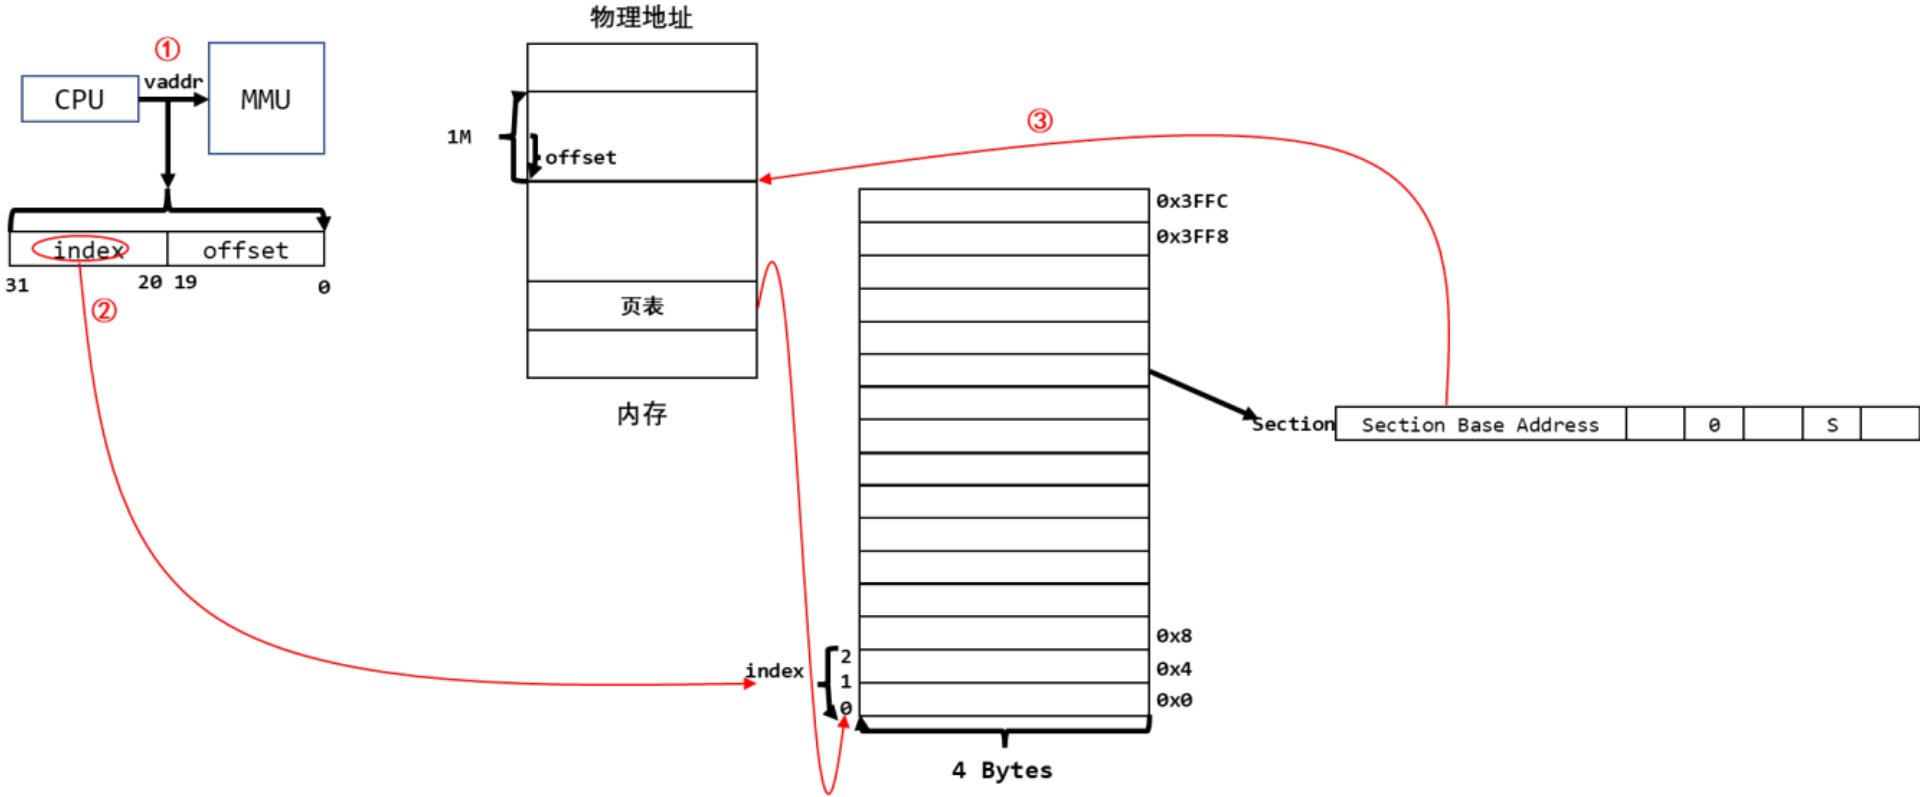 物理地址
①
vaddr
CPU
MMU
1M
offset
③
index
offset
31
20
19
0
②
页表
内存
0x3FFC
0x3FF8
Section
Section Base Address
0
S
index
2
1
0
0x8
0x4
0x0
4 Bytes